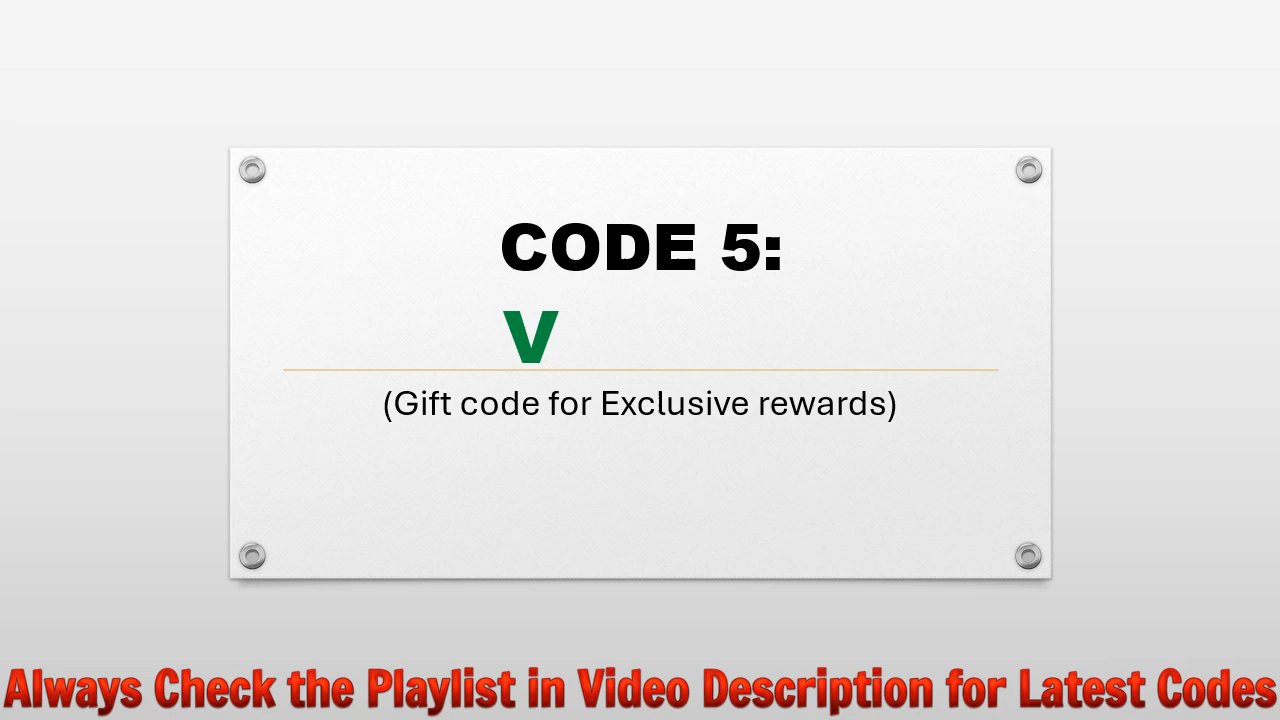 CODE 5:
V
(Gift code for Exclusive rewards)
Always Check the Playlist in Video Description for Latest Codes